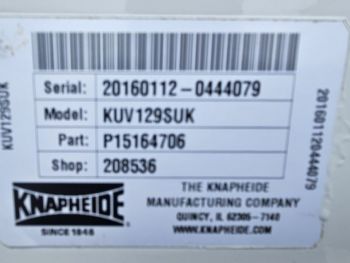 Serial: 20160112-0444079
Model: KUV129SUK
Part: P15164706
Shop: 208536
KNAPHEIDE
SINCE 1848
THE KNAPHEIDE
MANUFACTURING COMPANY
QUINCY, IL 62305-7140
WWW.KNAPHEIDE.COM
KUV129SUK
201601120444079